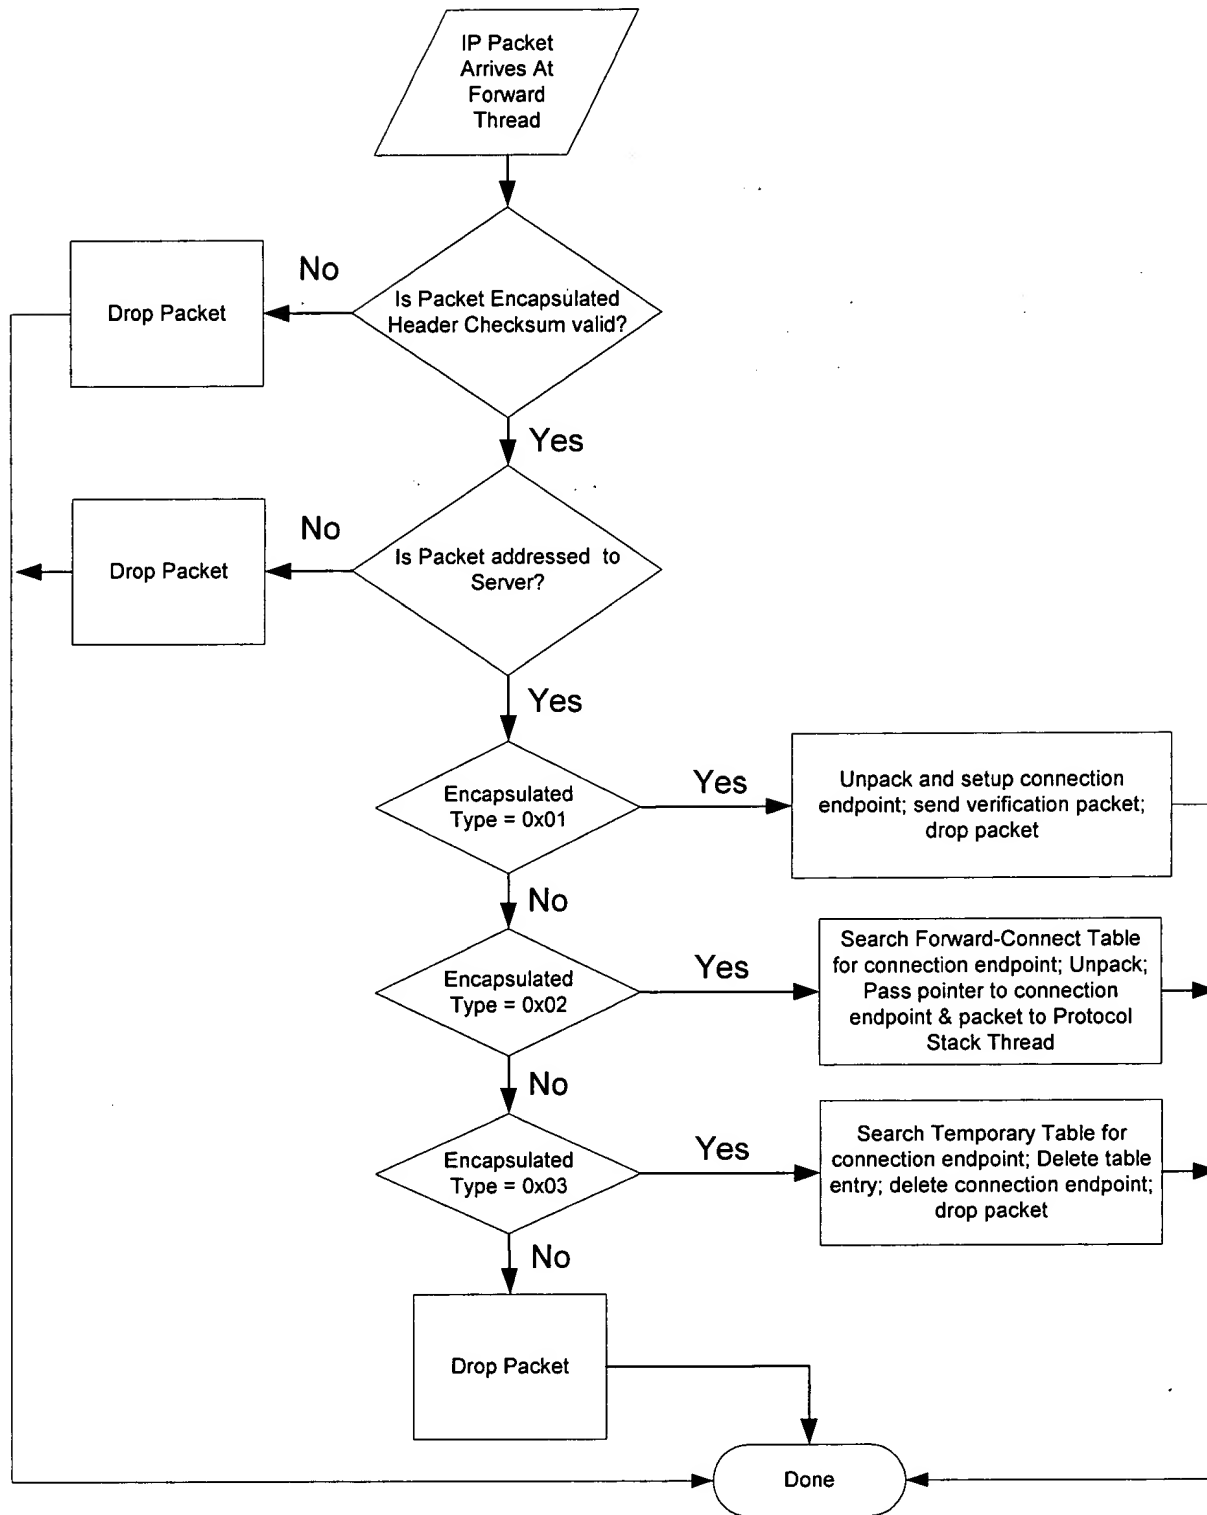 IP Packet
Arrives At
Forward
Thread
No
Drop Packet
Is Packet Encapsulated
Header Checksum valid?
Yes
No
Drop Packet
Is Packet addressed to
Server?
Yes
Encapsulated
Type = 0x01
Yes
Unpack and setup connection
endpoint; send verification packet;
drop packet
No
Encapsulated
Type = 0x02
Yes
Search Forward-Connect Table
for connection endpoint; Unpack;
Pass pointer to connection
endpoint & packet to Protocol
Stack Thread
No
Encapsulated
Type = 0x03
Yes
Search Temporary Table for
connection endpoint; Delete table
entry; delete connection endpoint;
drop packet
No
Drop Packet
Done